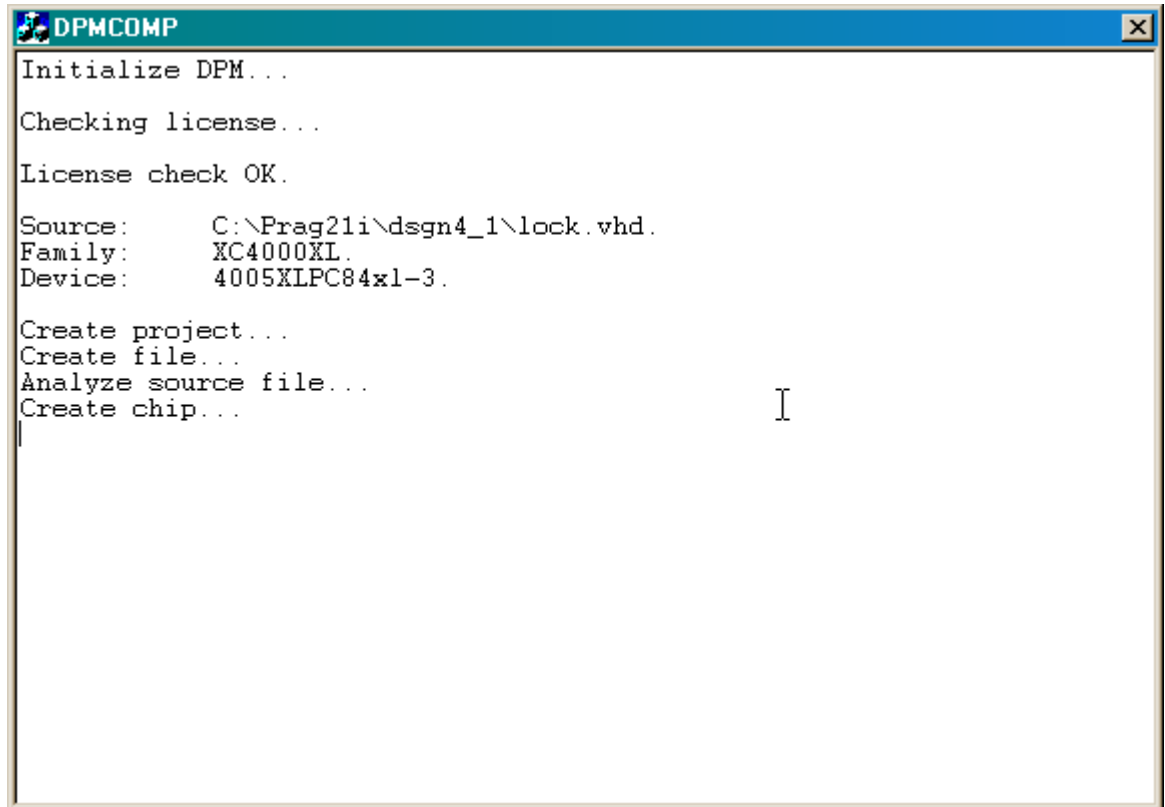 DPMCOMP
Initialize DPM...
Checking license...
License check OK.
Source: C:\Prag21i\dsgn4_1\lock.vhd.
Family: XC4000XL.
Device: 4005XLPC84xl-3.
Create project...
Create file...
Analyze source file...
Create chip...